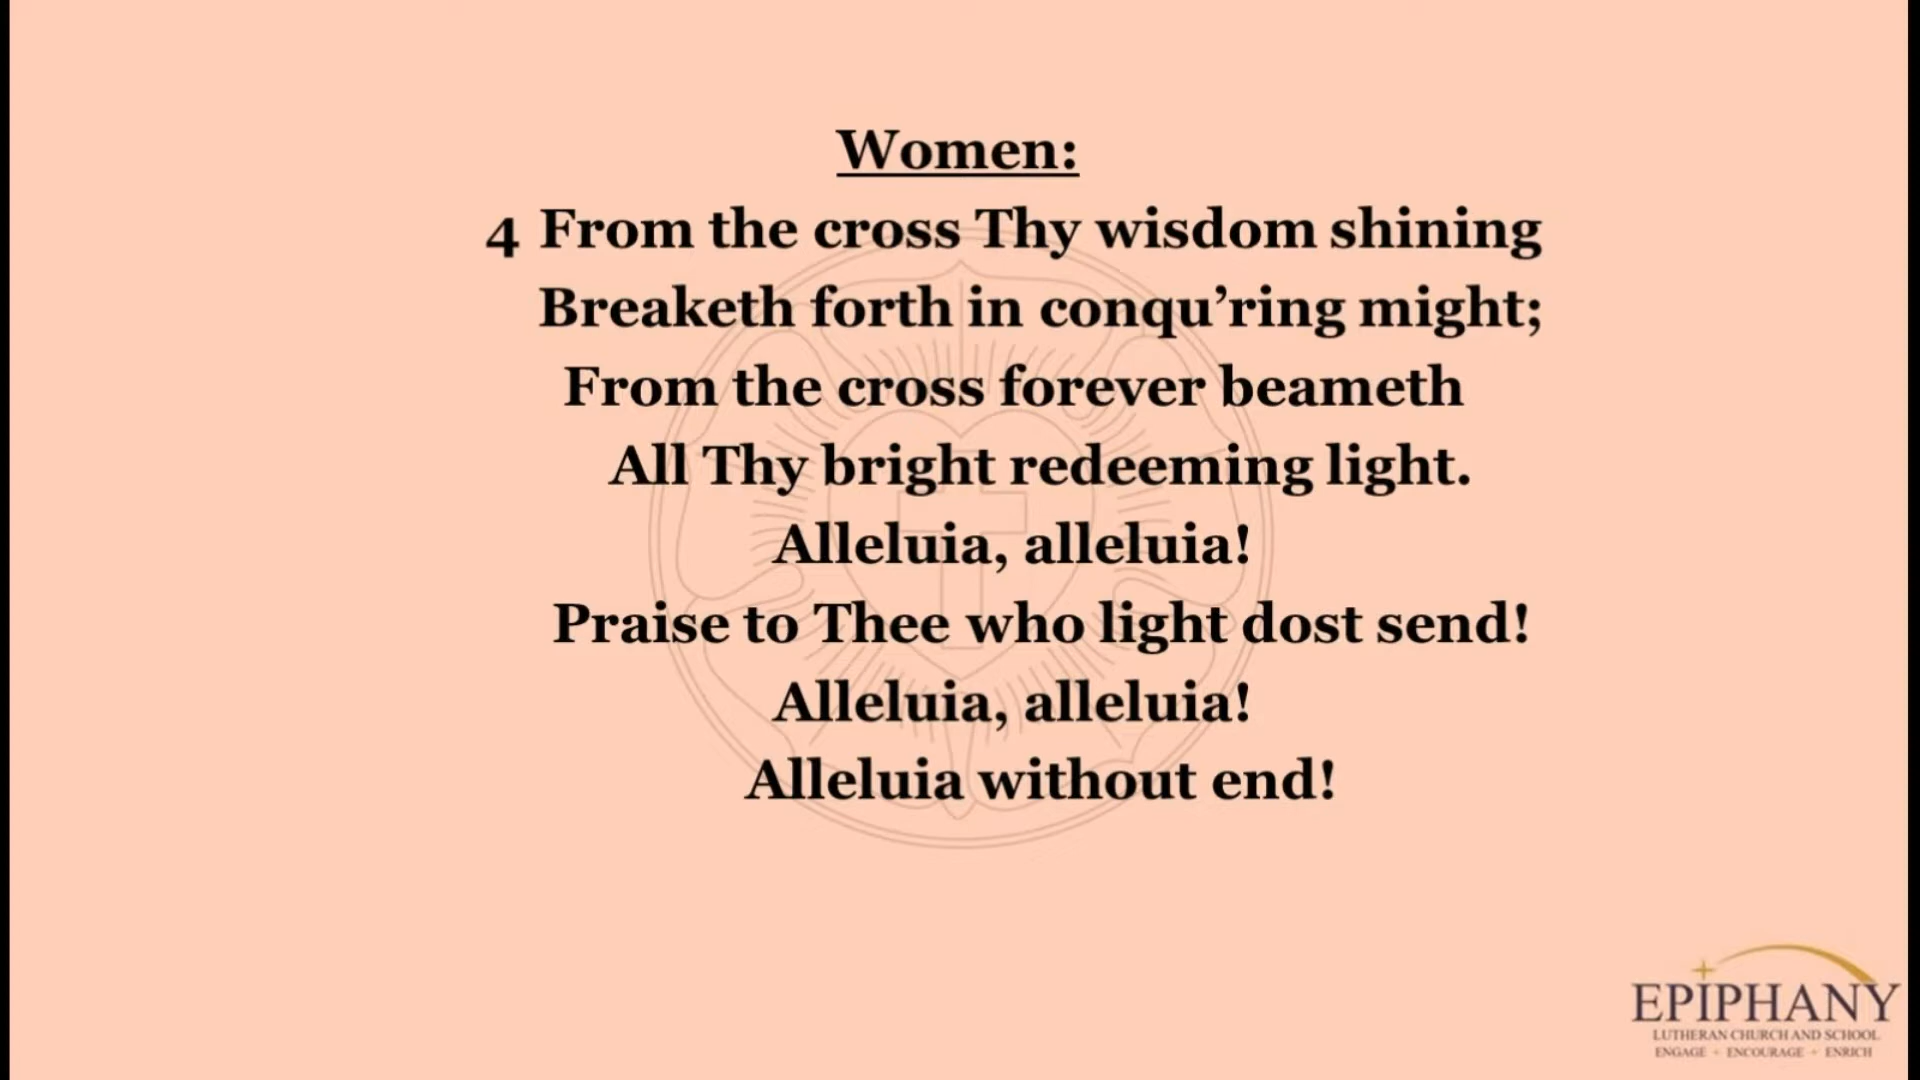 Women:
4 From the cross Thy wisdom shining
Breaketh forth in conqu’ring might;
From the cross forever beameth
All Thy bright redeeming light.
Alleluia, alleluia!
Praise to Thee who light dost send!
Alleluia, alleluia!
Alleluia without end!
EPIPHANY
LUTHERAN CHURCH AND SCHOOL
ENGAGE + ENCOURAGE + ENRICH